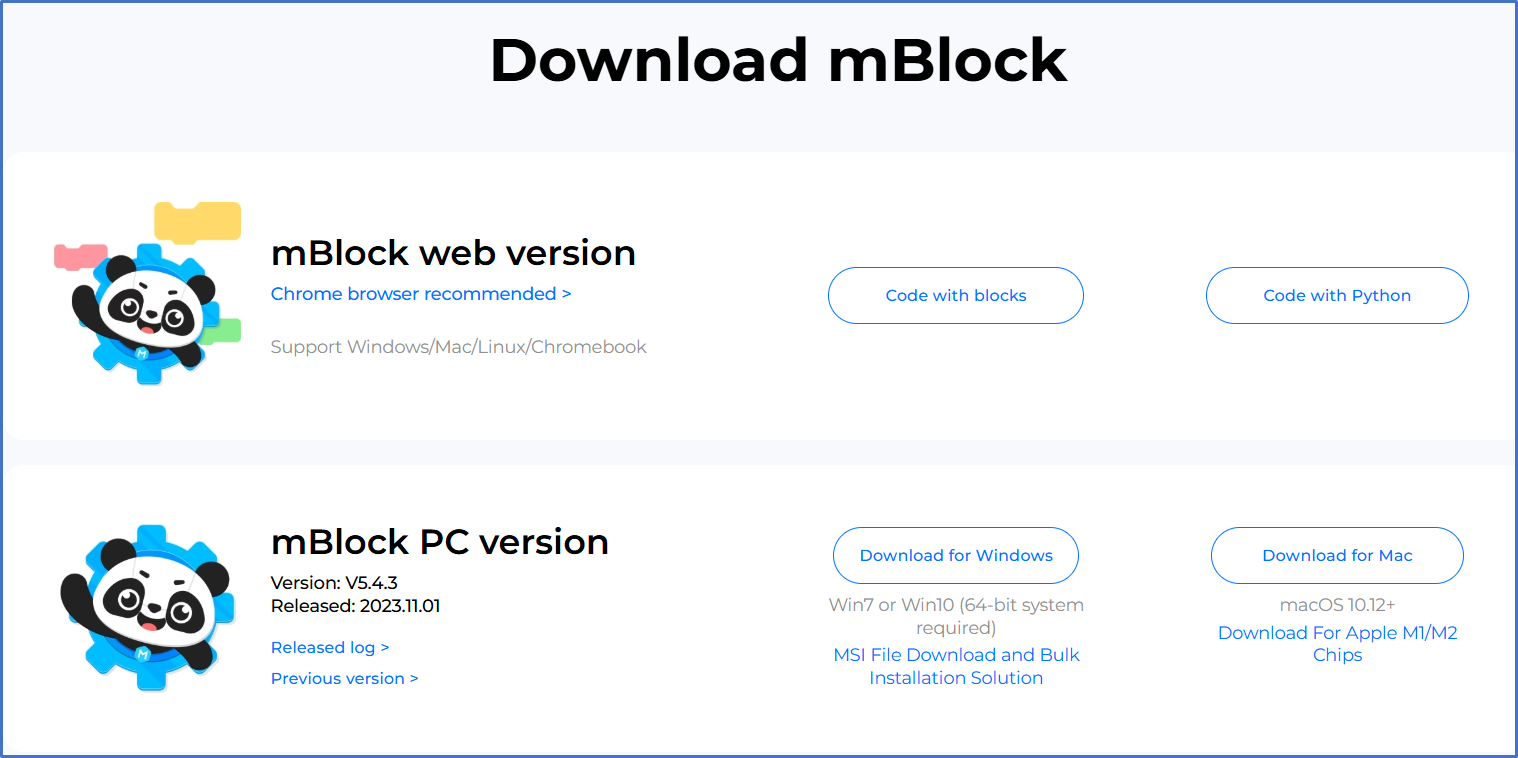 Download mBlock
mBlock web version
Chrome browser recommended >
Support Windows/Mac/Linux/Chromebook
Code with blocks
Code with Python
M
mBlock PC version
Version: V5.4.3
Released: 2023.11.01
Released log >
Previous version >
Download for Windows
Win7 or Win10 (64-bit system
required)
MSI File Download and Bulk
Installation Solution
Download for Mac
macOS 10.12+
Download For Apple M1/M2
Chips
M